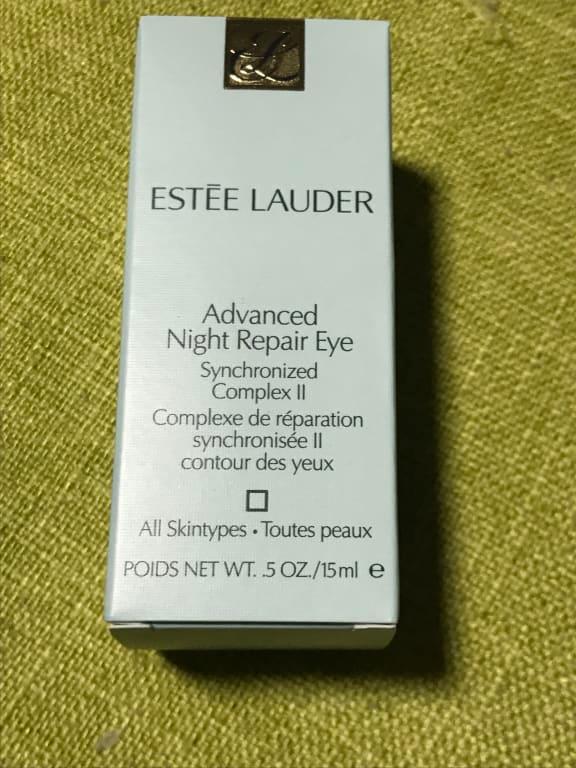 ESTĒE LAUDER
Advanced
Night Repair Eye
Synchronized
Complex II
Complexe de réparation
synchronisée II
contour des yeux
All Skintypes • Toutes peaux
POIDS NET WT. .5 OZ./15ml ℮